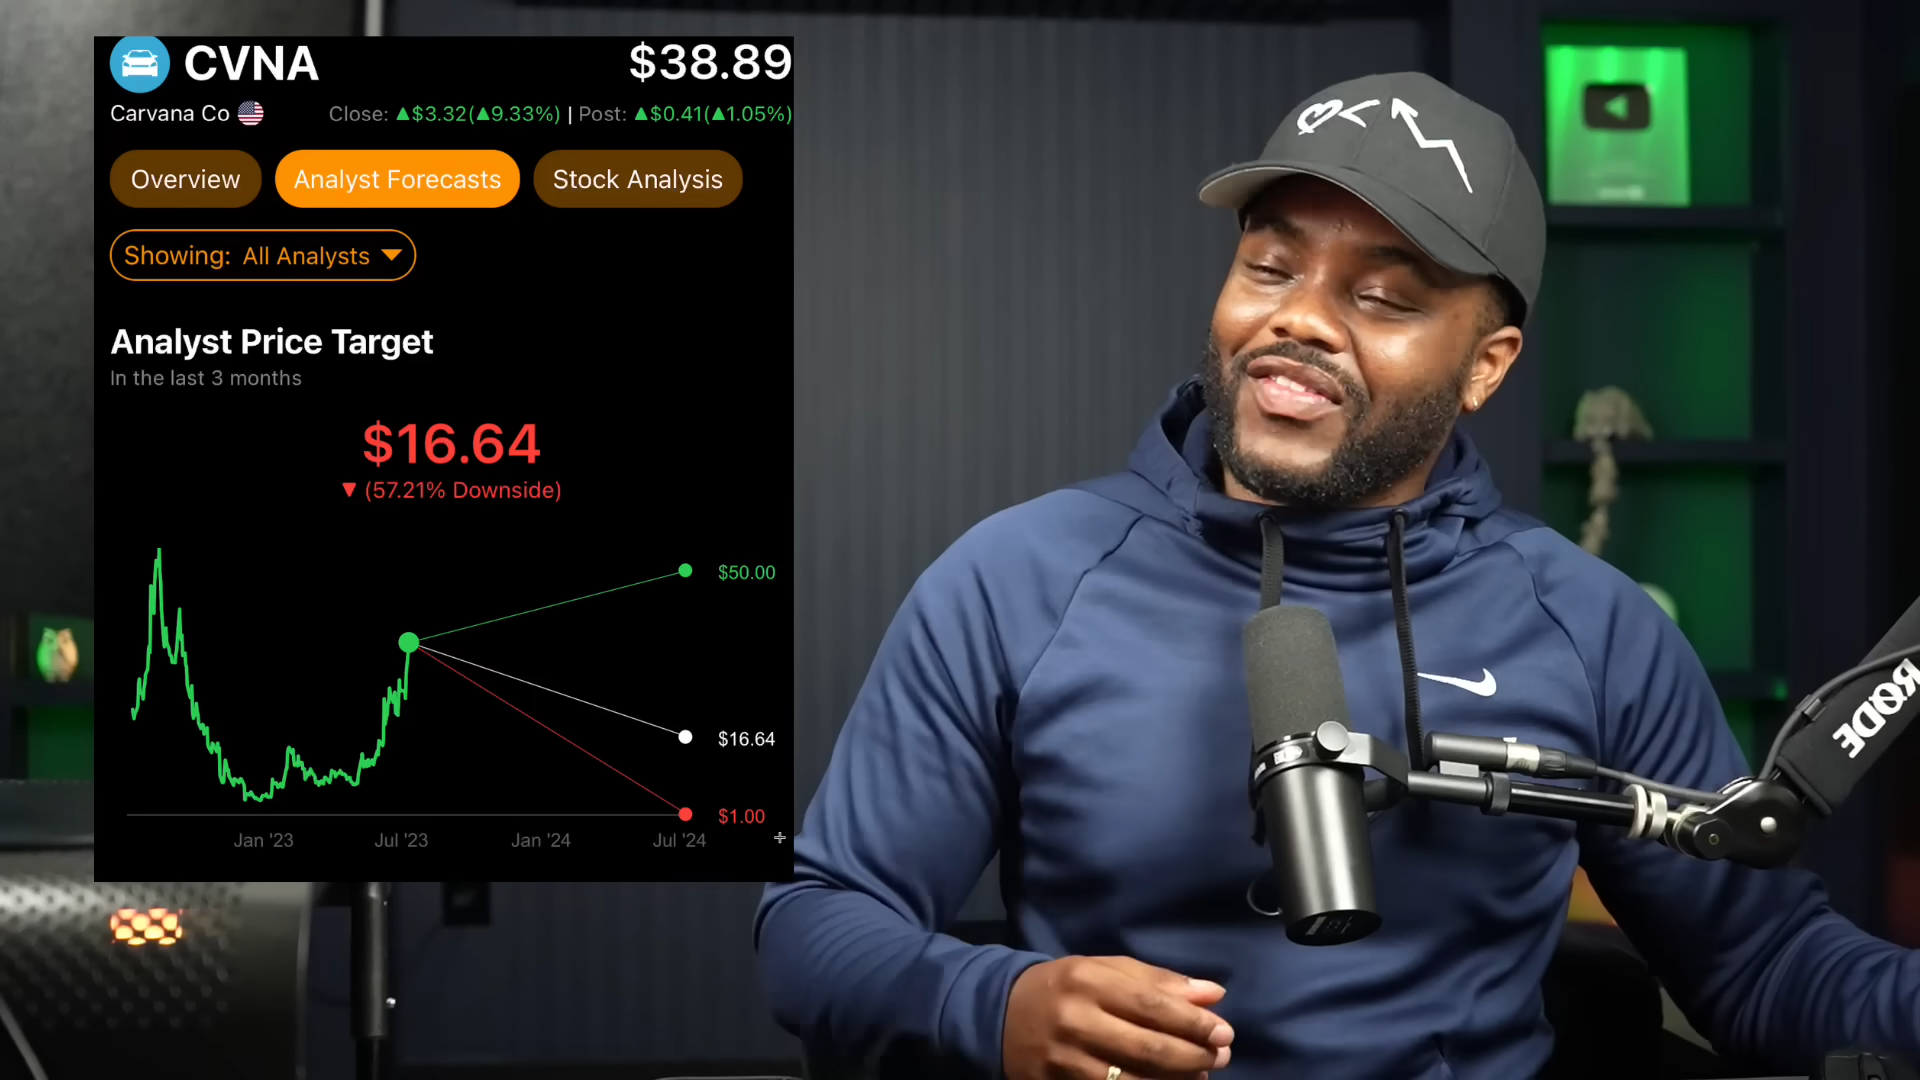 CVNA
$38.89
Carvana Co
Close: ▲$3.32(▲9.33%) | Post: ▲$0.41(▲1.05%)
Overview
Analyst Forecasts
Stock Analysis
Showing: All Analysts
Analyst Price Target
In the last 3 months
$16.64
▼ (57.21% Downside)
$50.00
$16.64
$1.00
Jan '23
Jul '23
Jan '24
Jul '24
RØDE